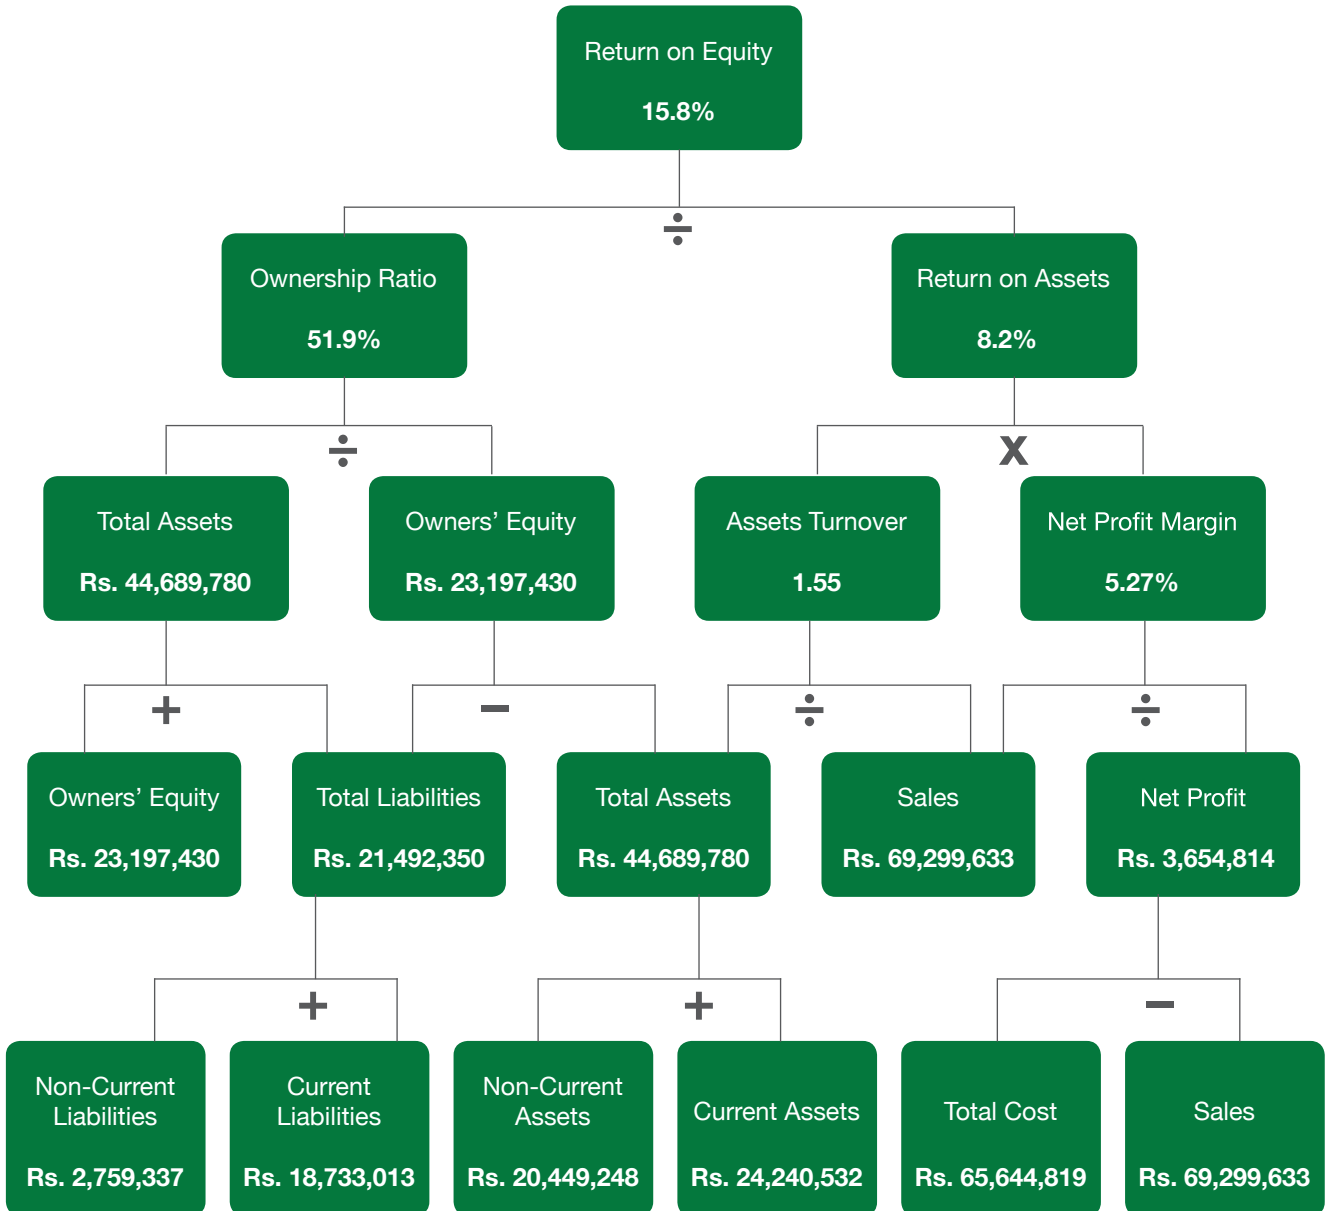 Return on Equity
15.8%
÷
Ownership Ratio
51.9%
Return on Assets
8.2%
÷
x
Total Assets
Rs. 44,689,780
Owners’ Equity
Rs. 23,197,430
Assets Turnover
1.55
Net Profit Margin
5.27%
+
−
÷
÷
Owners’ Equity
Rs. 23,197,430
Total Liabilities
Rs. 21,492,350
Total Assets
Rs. 44,689,780
Sales
Rs. 69,299,633
Net Profit
Rs. 3,654,814
+
+
−
Non-Current
Liabilities
Rs. 2,759,337
Current
Liabilities
Rs. 18,733,013
Non-Current
Assets
Rs. 20,449,248
Current Assets
Rs. 24,240,532
Total Cost
Rs. 65,644,819
Sales
Rs. 69,299,633